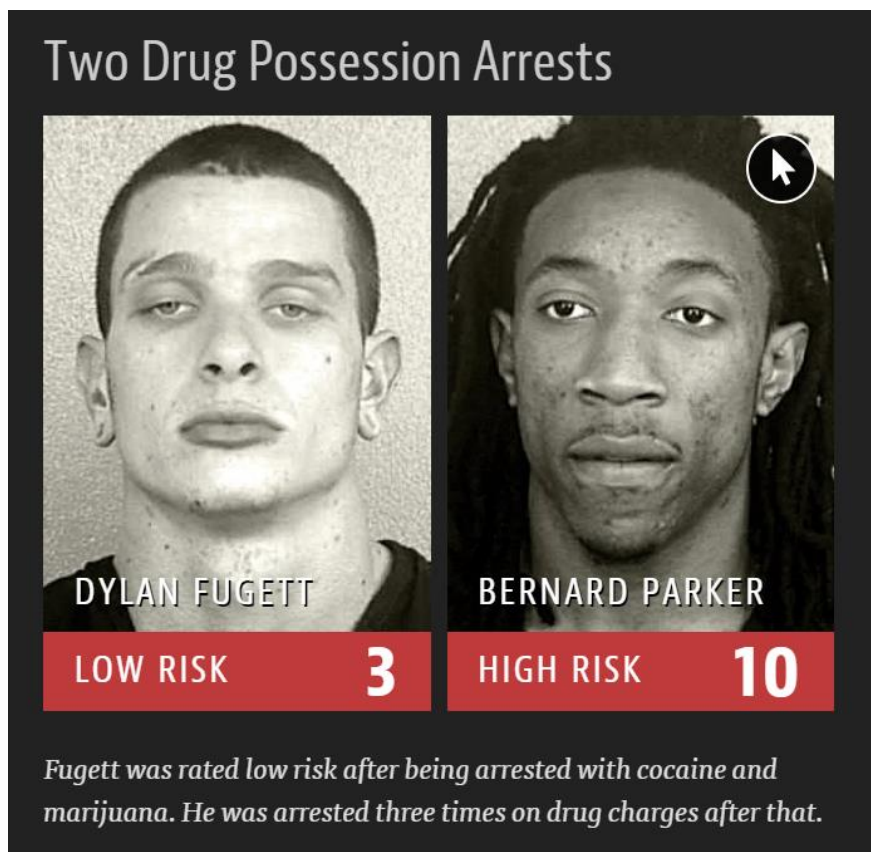 Two Drug Possession Arrests
DYLAN FUGETT
BERNARD PARKER
LOW RISK 3
HIGH RISK 10
Fugett was rated low risk after being arrested with cocaine and
marijuana. He was arrested three times on drug charges after that.